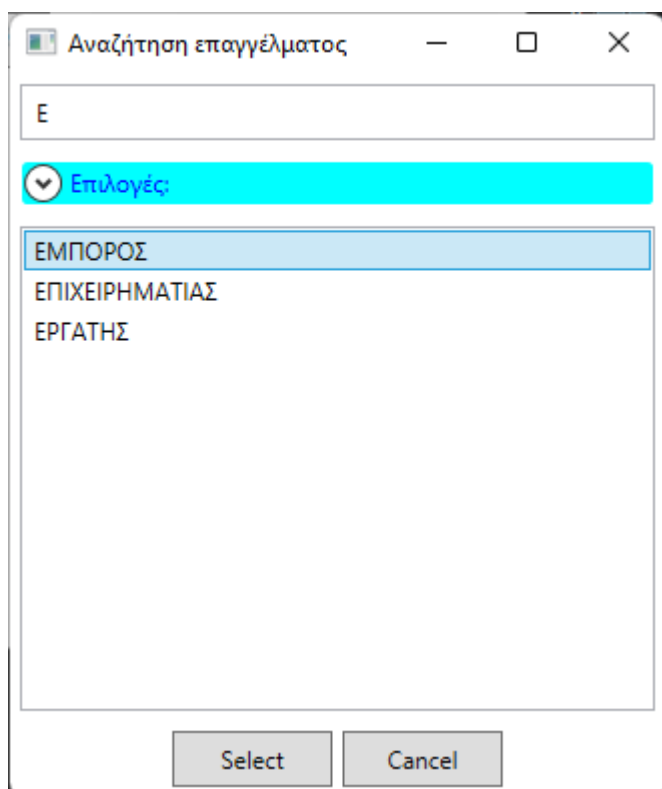 Αναζήτηση επαγγέλματος
Ε
Επιλογές:
ΕΜΠΟΡΟΣ
ΕΠΙΧΕΙΡΗΜΑΤΙΑΣ
ΕΡΓΑΤΗΣ
Select Cancel